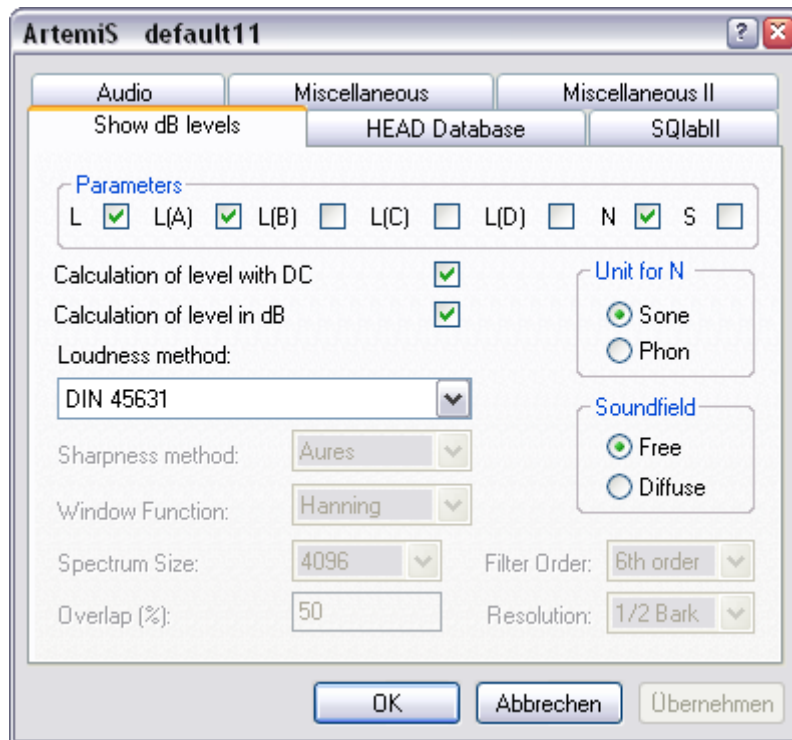 ArtemiS default11
Audio Miscellaneous Miscellaneous II
Show dB levels HEAD Database SQlabII
Parameters
L L(A) L(B) L(C) L(D) N S
Calculation of level with DC
Calculation of level in dB
Loudness method:
DIN 45631
Unit for N
Sone
Phon
Soundfield
Free
Diffuse
Sharpness method: Aures
Window Function: Hanning
Spectrum Size: 4096 Filter Order: 6th order
Overlap (%): 50 Resolution: 1/2 Bark
OK Abbrechen Übernehmen